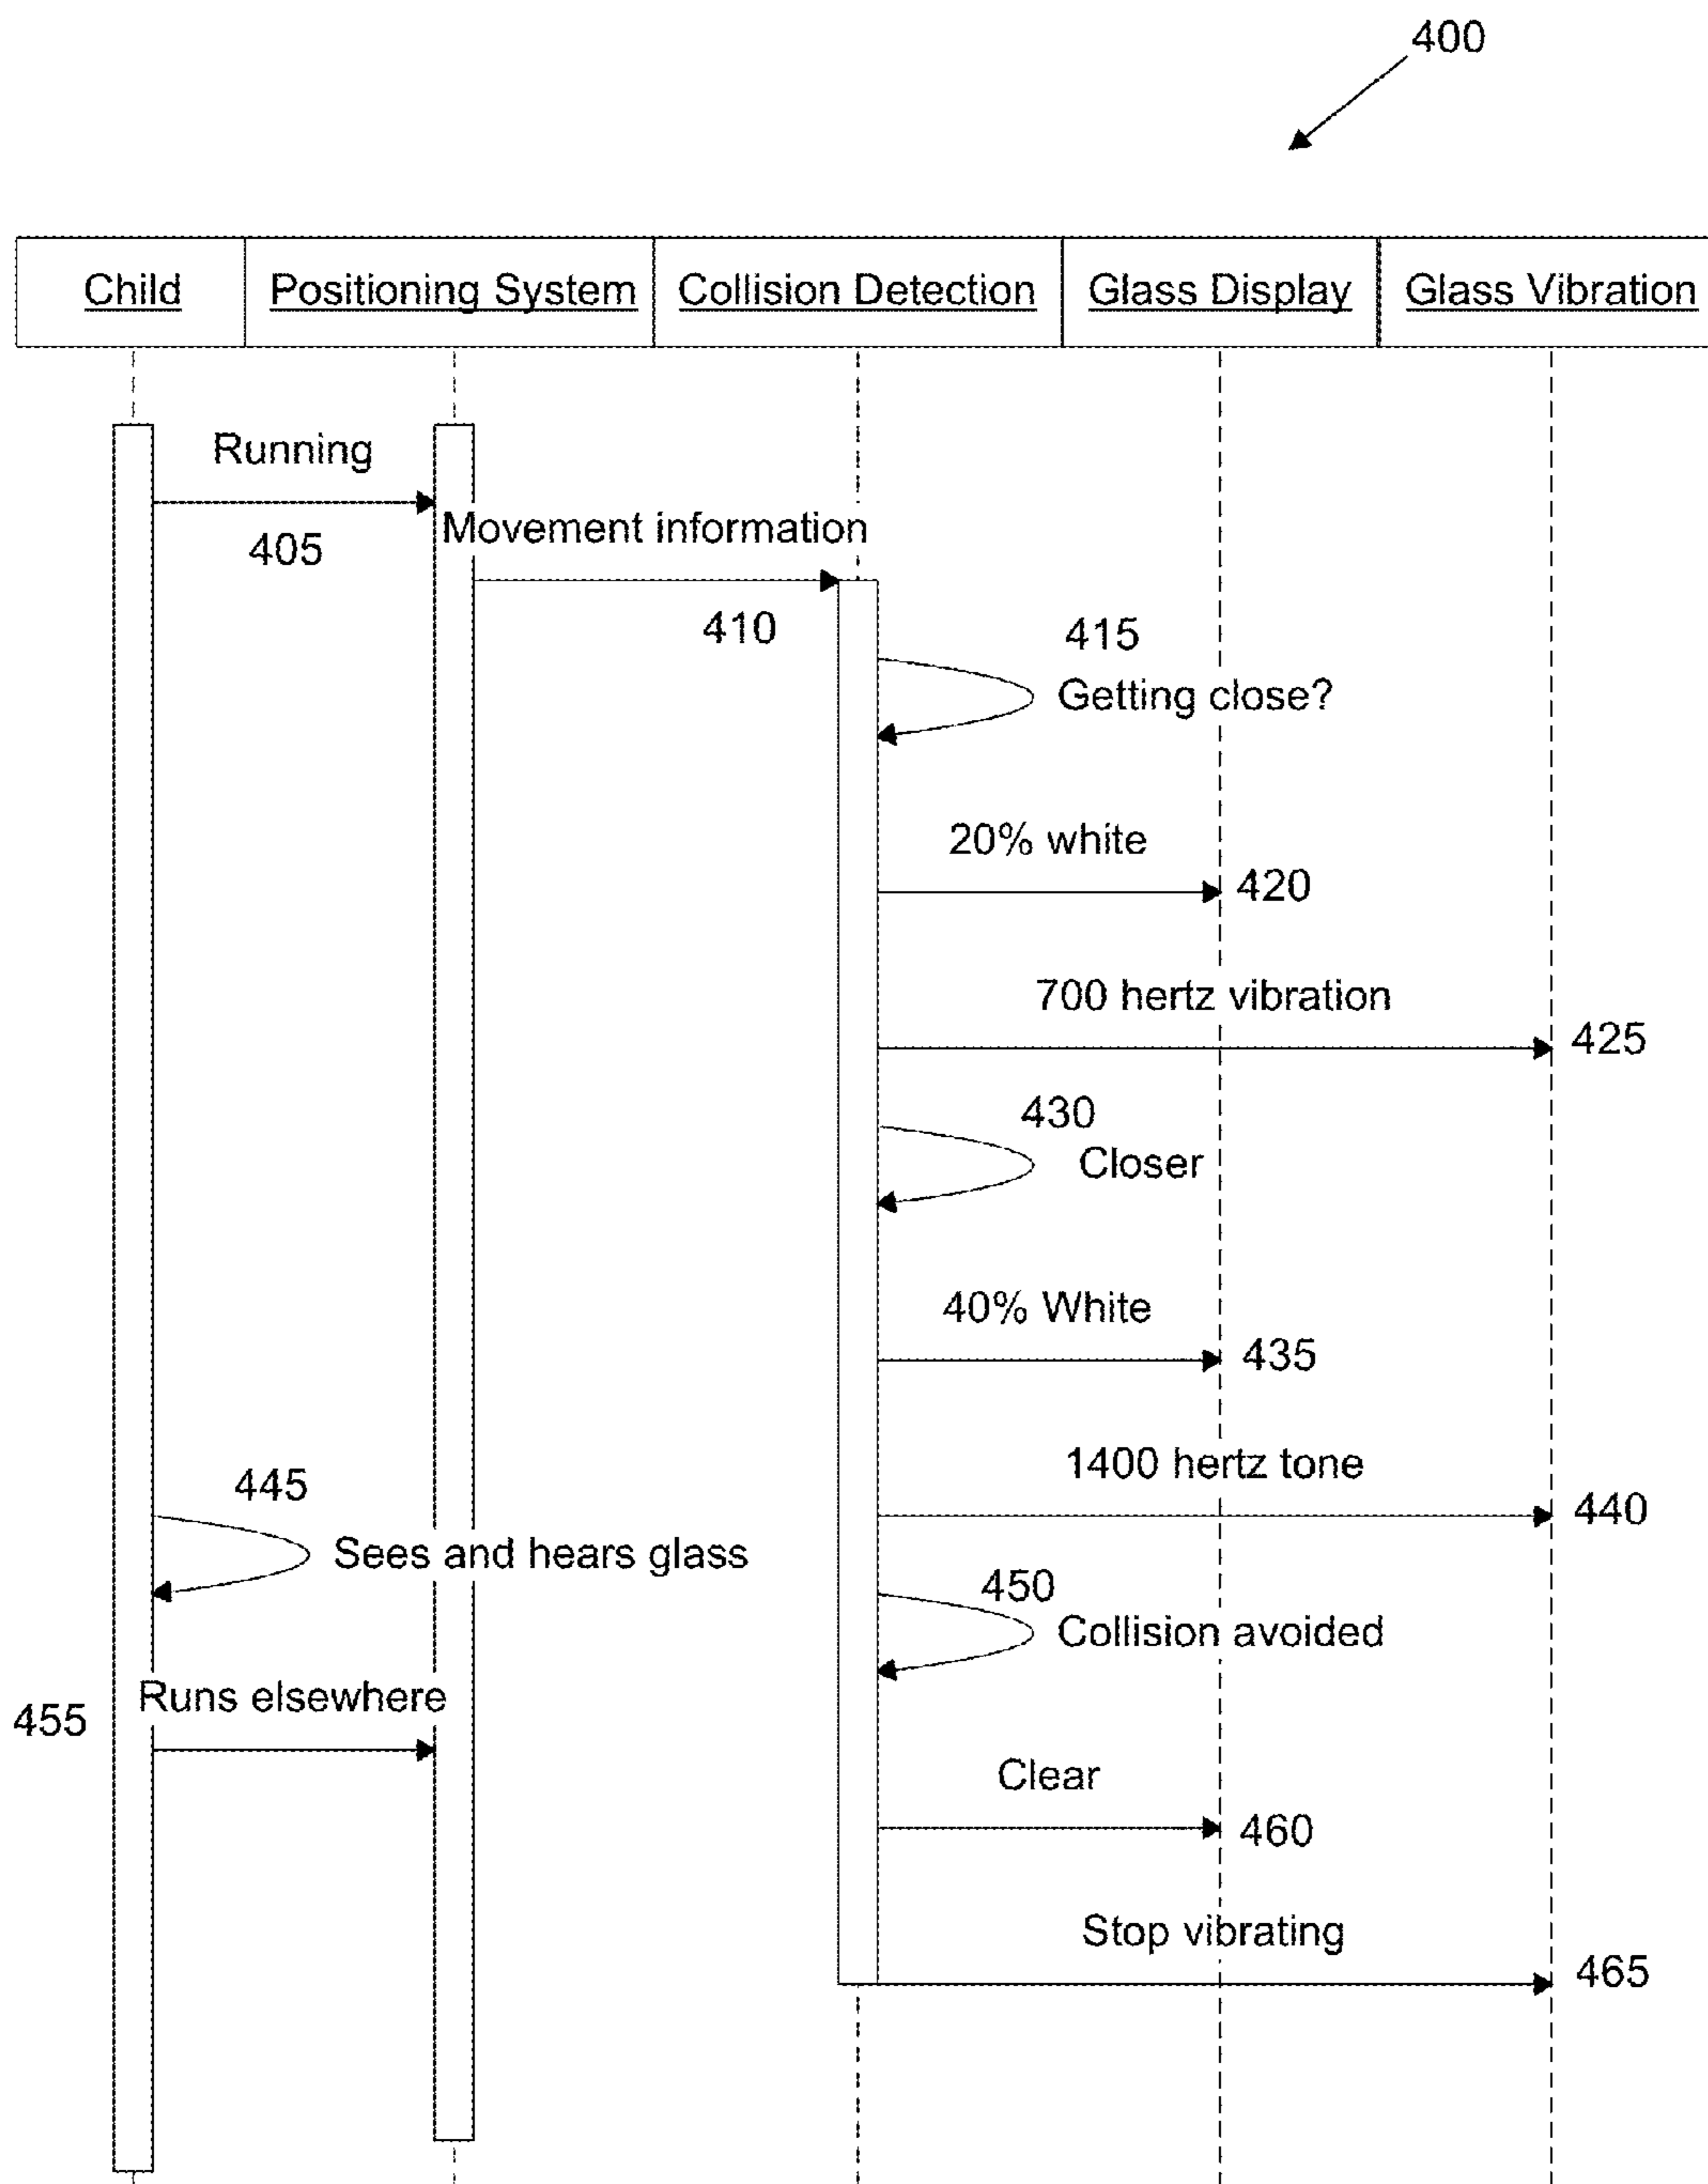 400
Child
Positioning System
Collision Detection
Glass Display
Glass Vibration
Running
405
Movement information
410
415
Getting close?
20% white
420
700 hertz vibration
425
430
Closer
40% White
435
1400 hertz tone
440
445
Sees and hears glass
450
Collision avoided
455
Runs elsewhere
Clear
460
Stop vibrating
465